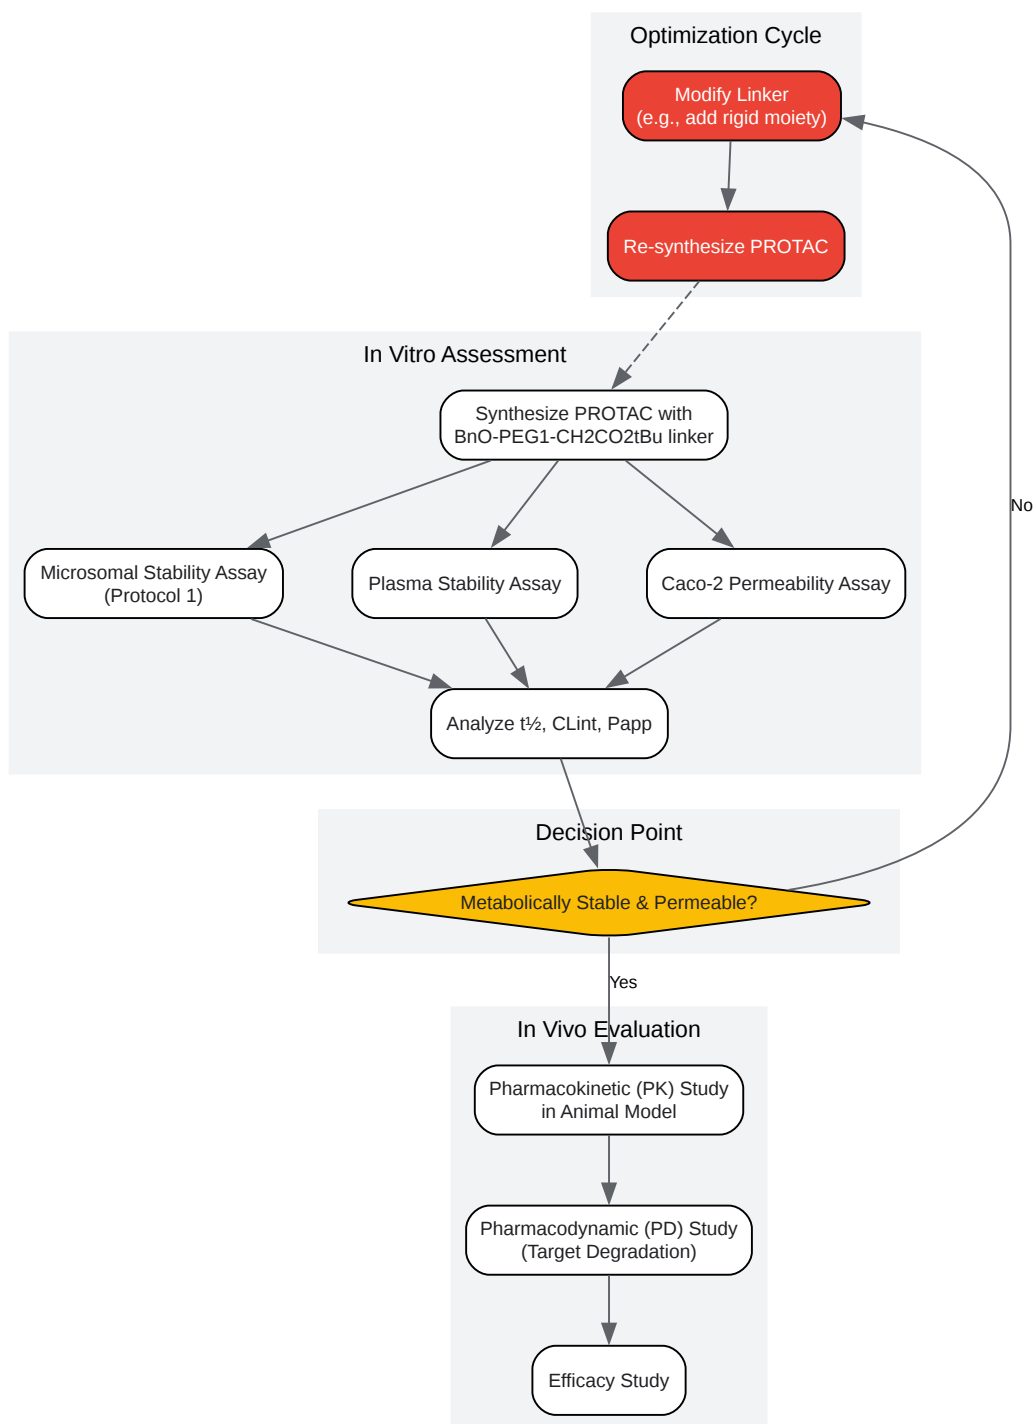 Optimization Cycle
Modify Linker
(e.g., add rigid moiety)
Re-synthesize PROTAC
In Vitro Assessment
Synthesize PROTAC with
BnO-PEG1-CH2CO2tBu linker
No
Microsomal Stability Assay
(Protocol 1)
Plasma Stability Assay
Caco-2 Permeability Assay
Analyze t½, CLint, Papp
Decision Point
Metabolically Stable & Permeable?
Yes
In Vivo Evaluation
Pharmacokinetic (PK) Study
in Animal Model
Pharmacodynamic (PD) Study
(Target Degradation)
Efficacy Study